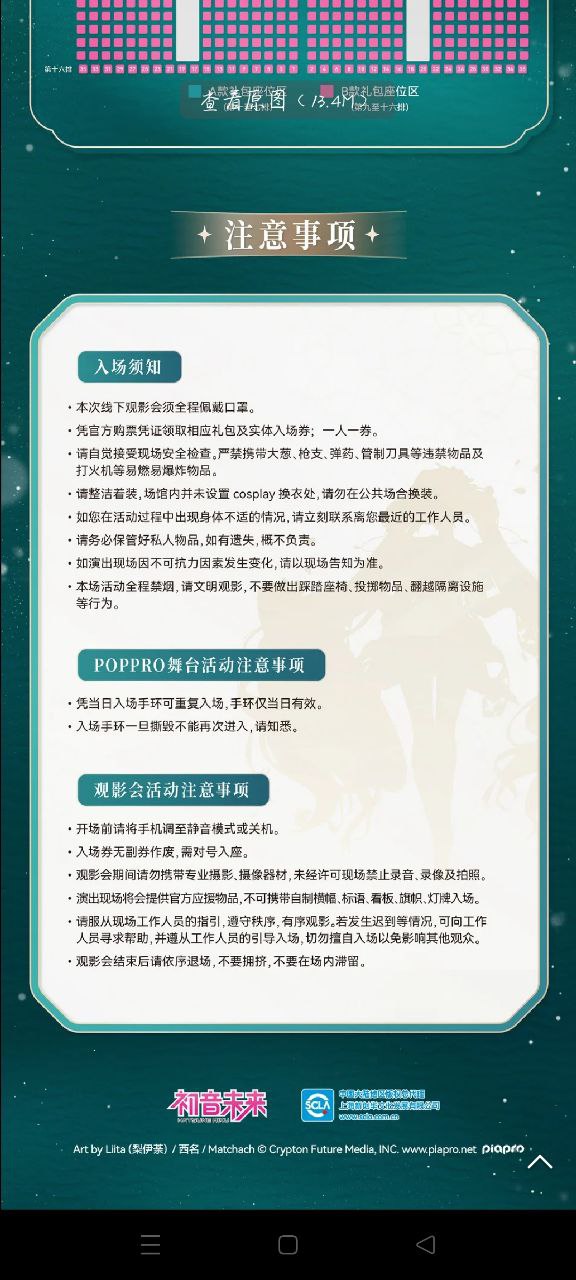 第十六排
A款礼包座位区
B款礼包座位区
查看原图(13.4M)
(第九至十六排)
注意事项
入场须知
·本次线下观影会须全程佩戴口罩。
·凭官方购票凭证领取相应礼包及实体入场券;一人一券。
·请自觉接受现场安全检查。严禁携带大葱、枪支、弹药、管制刀具等违禁物品及
打火机等易燃易爆炸物品。
·请整洁着装,场馆内并未设置 cosplay 换衣处,请勿在公共场合换装。
·如您在活动过程中出现身体不适的情况,请立刻联系离您最近的工作人员。
·请务必保管好私人物品,如有遗失,概不负责。
·如演出现场因不可抗力因素发生变化,请以现场告知为准。
·本场活动全程禁烟,请文明观影,不要做出踩踏座椅、投掷物品、翻越隔离设施
等行为。
POPPRO舞台活动注意事项
·凭当日入场手环可重复入场,手环仅当日有效。
·入场手环一旦撕毁不能再次进入,请知悉。
观影会活动注意事项
·开场前请将手机调至静音模式或关机。
·入场券无副券作废,需对号入座。
·观影会期间请勿携带专业摄影、摄像器材,未经许可现场禁止录音、录像及拍照。
·演出现场将会提供官方应援物品,不可携带自制横幅、标语、看板、旗帜、灯牌入场。
·请服从现场工作人员的指引,遵守秩序,有序观影。若发生迟到等情况,可向工作
人员寻求帮助,并遵从工作人员的引导入场,切勿擅自入场以免影响其他观众。
·观影会结束后请依序退场,不要拥挤,不要在场内滞留。
初音未来
HATSUNE MIKU
SCLA
www.scla.cn
Art by Liita (梨伊荼) / 西名 / Matchach © Crypton Future Media, INC. www.piapro.net piapro